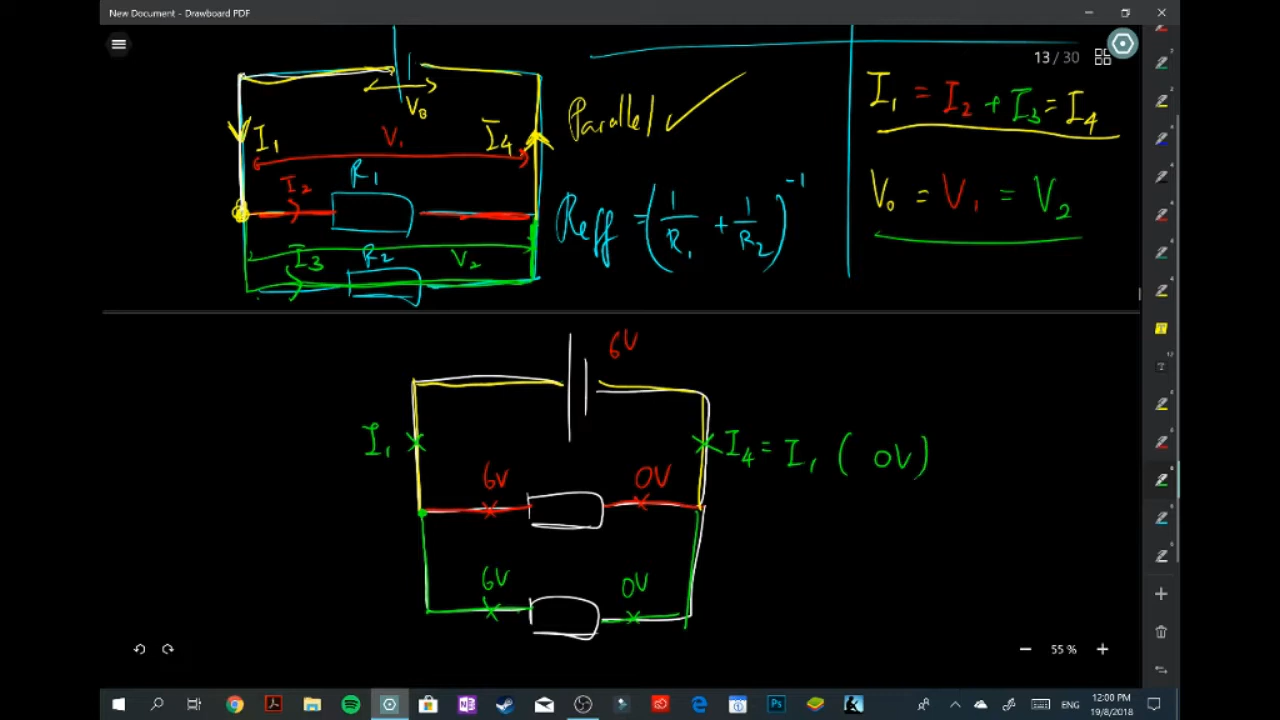 New Document - Drawboard PDF
13 / 30
V₀
I₁
V₁
I₄
I₂
R₁
I₃
R₂
V₂
Parallel ✓
Reff = (1/R₁ + 1/R₂)⁻¹
I₁ = I₂ + I₃ = I₄
V₀ = V₁ = V₂
6V
I₁
I₄ = I₁ ( 0V)
6V
0V
6V
0V
55 %
ENG
12:00 PM
19/8/2018